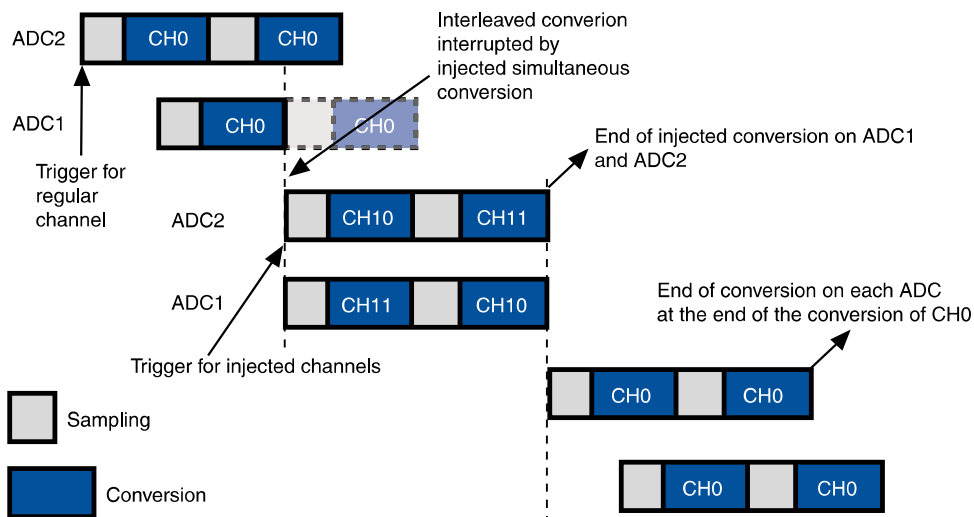 ADC2
CH0
CH0
Interleaved converion
interrupted by
injected simultaneous
conversion
ADC1
CH0
CH0
End of injected conversion on ADC1
and ADC2
Trigger for
regular
channel
ADC2
CH10
CH11
ADC1
CH11
CH10
End of conversion on each ADC
at the end of the conversion of CH0
Trigger for injected channels
CH0
CH0
Sampling
CH0
CH0
Conversion